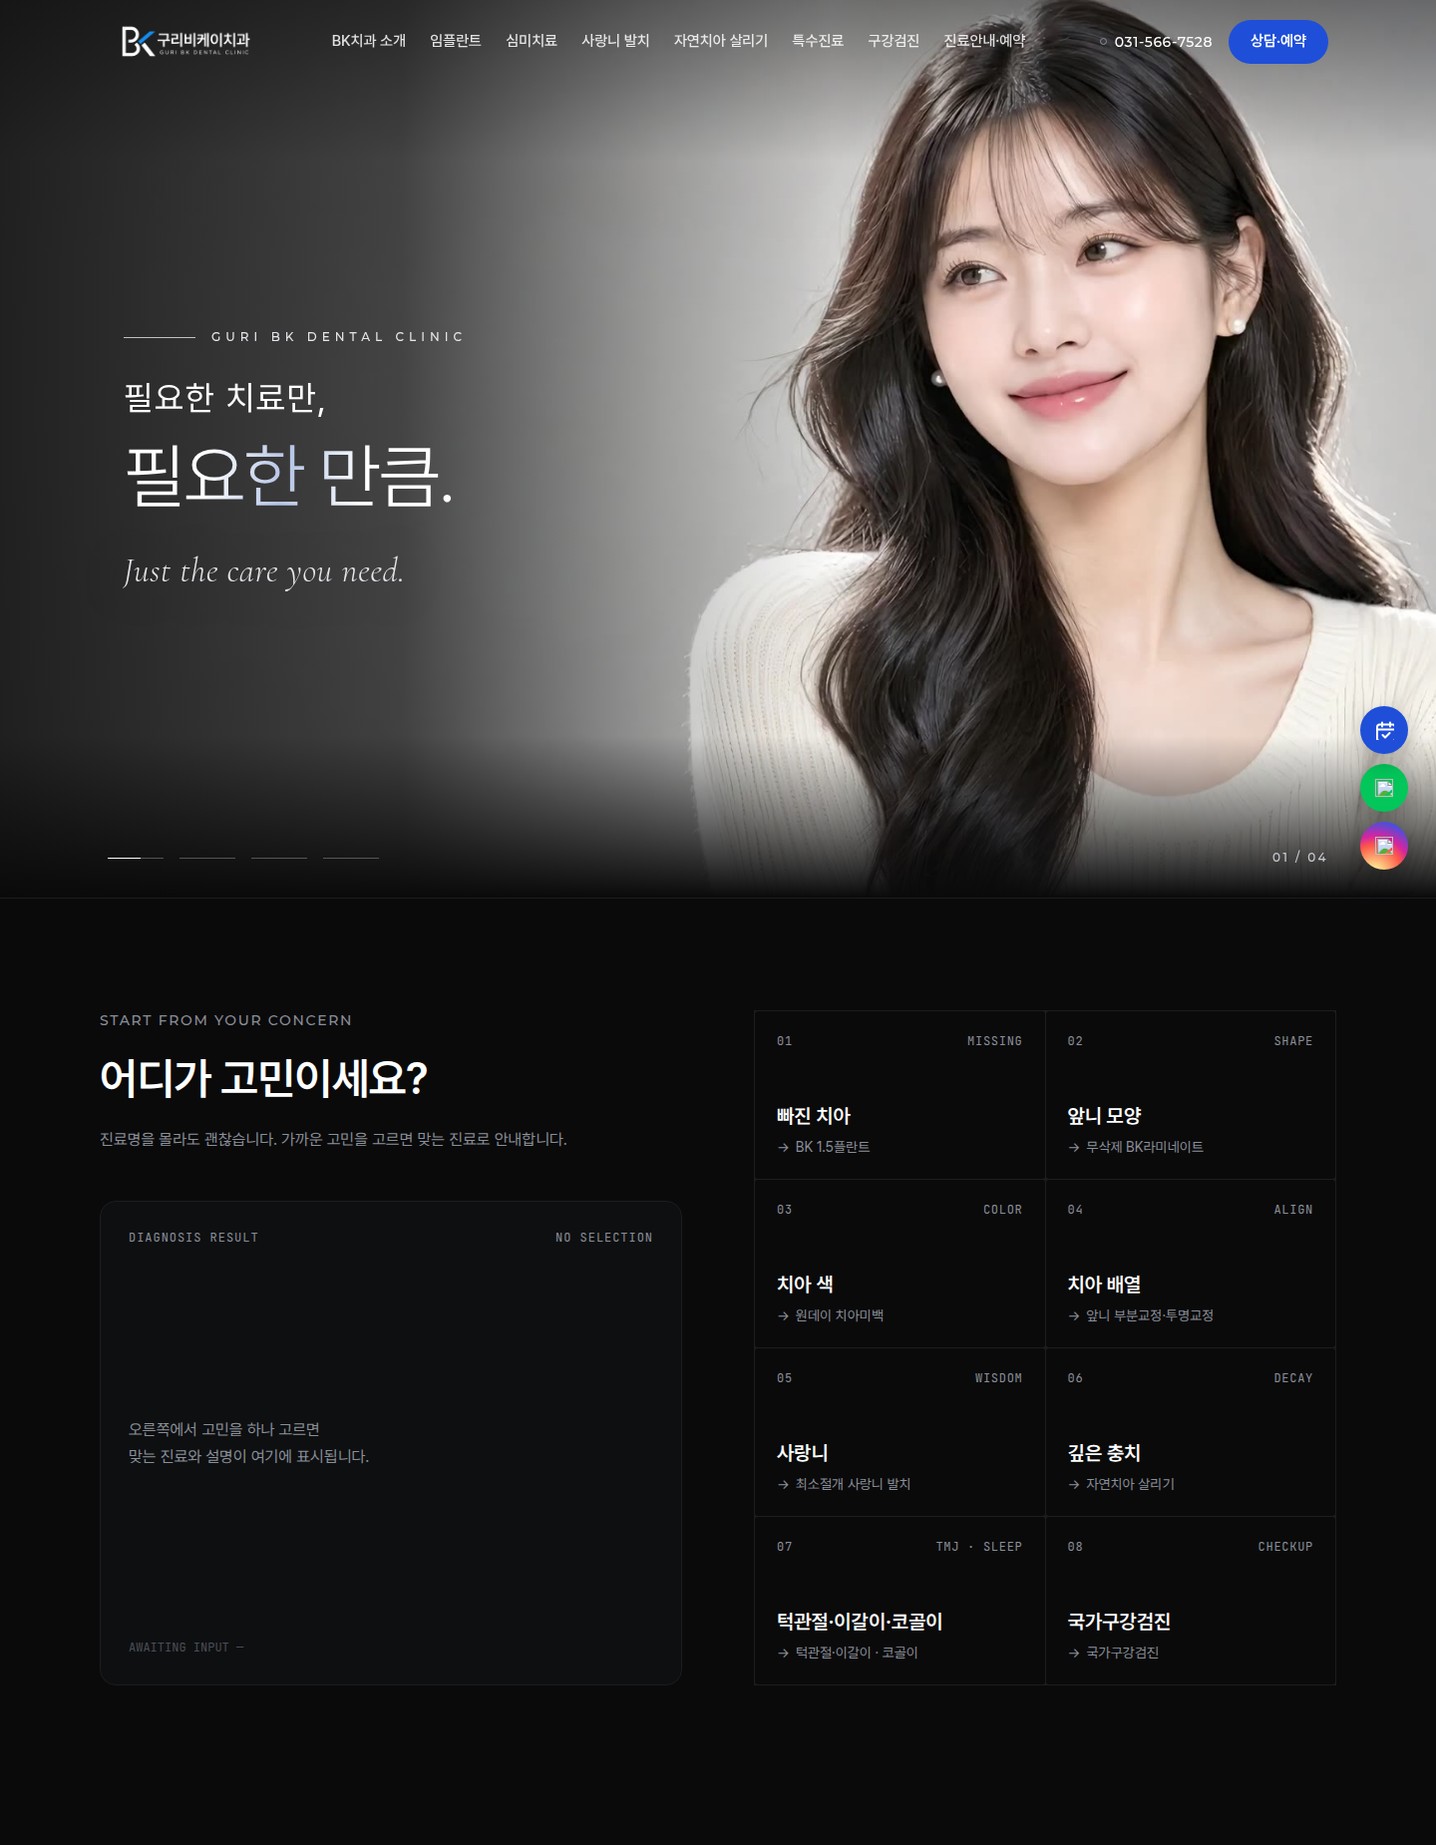 BK 구리비케이치과
GURI BK DENTAL CLINIC
BK치과 소개
임플란트
심미치료
사랑니 발치
자연치아 살리기
특수진료
구강검진
진료안내·예약
031-566-7528
상담·예약
GURI BK DENTAL CLINIC
필요한 치료만,
필요한 만큼.
Just the care you need.
01 / 04
START FROM YOUR CONCERN
어디가 고민이세요?
진료명을 몰라도 괜찮습니다. 가까운 고민을 고르면 맞는 진료로 안내합니다.
DIAGNOSIS RESULT
NO SELECTION
오른쪽에서 고민을 하나 고르면
맞는 진료와 설명이 여기에 표시됩니다.
AWAITING INPUT —
01
MISSING
빠진 치아
→ BK 1.5플란트
02
SHAPE
앞니 모양
→ 무삭제 BK라미네이트
03
COLOR
치아 색
→ 원데이 치아미백
04
ALIGN
치아 배열
→ 앞니 부분교정·투명교정
05
WISDOM
사랑니
→ 최소절개 사랑니 발치
06
DECAY
깊은 충치
→ 자연치아 살리기
07
TMJ · SLEEP
턱관절·이갈이·코골이
→ 턱관절·이갈이 · 코골이
08
CHECKUP
국가구강검진
→ 국가구강검진